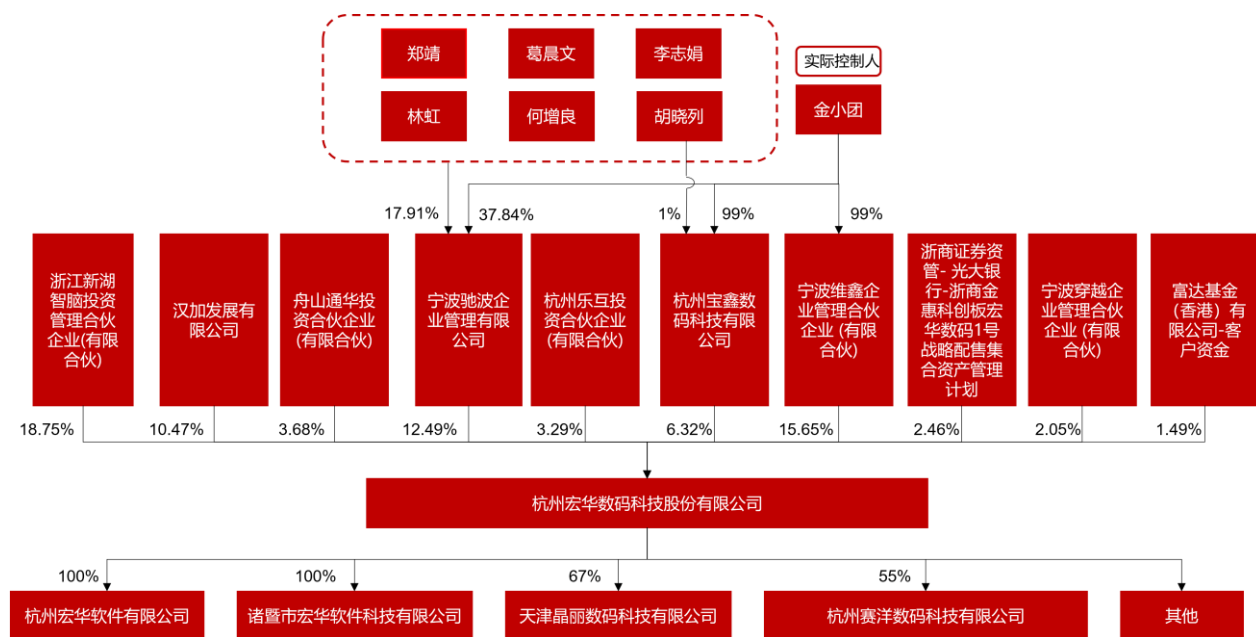 郑靖
葛晨文
李志娟
实际控制人
林虹
何增良
胡晓列
金小团
17.91%
37.84%
1%
99%
99%
浙江新湖
智脑投资
管理合伙
企业(有限
合伙)
汉加发展有
限公司
舟山通华投
资合伙企业
(有限合伙)
宁波驰波企
业管理有限
公司
杭州乐互投
资合伙企业
(有限合伙)
杭州宝鑫数
码科技有限
公司
宁波维鑫企
业管理合伙
企业 (有限
合伙)
浙商证券资
管- 光大银
行-浙商金
惠科创板宏
华数码1号
战略配售集
合资产管理
计划
宁波穿越企
业管理合伙
企业 (有限
合伙)
富达基金
（香港）有
限公司-客
户资金
18.75%
10.47%
3.68%
12.49%
3.29%
6.32%
15.65%
2.46%
2.05%
1.49%
杭州宏华数码科技股份有限公司
100%
100%
67%
55%
杭州宏华软件有限公司
诸暨市宏华软件科技有限公司
天津晶丽数码科技有限公司
杭州赛洋数码科技有限公司
其他